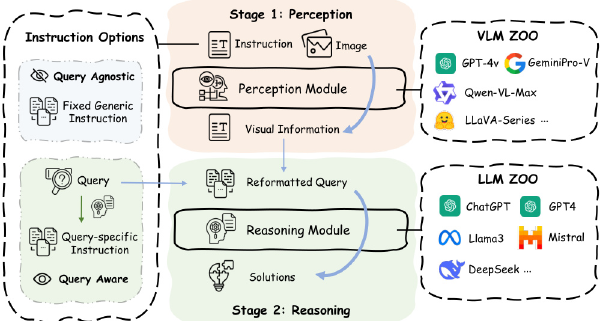 Instruction Options
Query Agnostic
Fixed Generic
Instruction
Query
Query-specific
Instruction
Query Aware
Stage 1: Perception
Instruction
Image
Perception Module
Visual Information
Reformatted Query
Reasoning Module
Solutions
Stage 2: Reasoning
VLM ZOO
GPT-4v
GeminiPro-V
Qwen-VL-Max
LLaVA-Series ...
LLM ZOO
ChatGPT
GPT4
Llama3
Mistral
DeepSeek ...